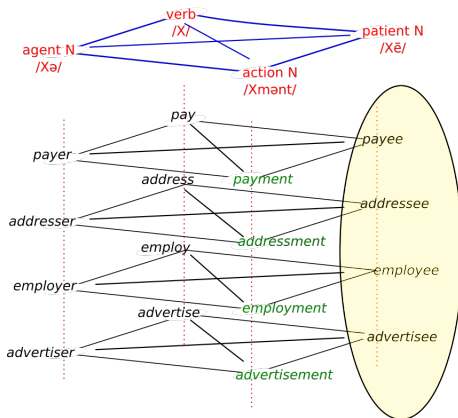 verb
/X/
agent N
/Xə/
patient N
/Xē/
action N
/Xmənt/
pay
payer
payee
payment
address
addresser
addressee
addressment
employ
employer
employee
employment
advertise
advertiser
advertisee
advertisement